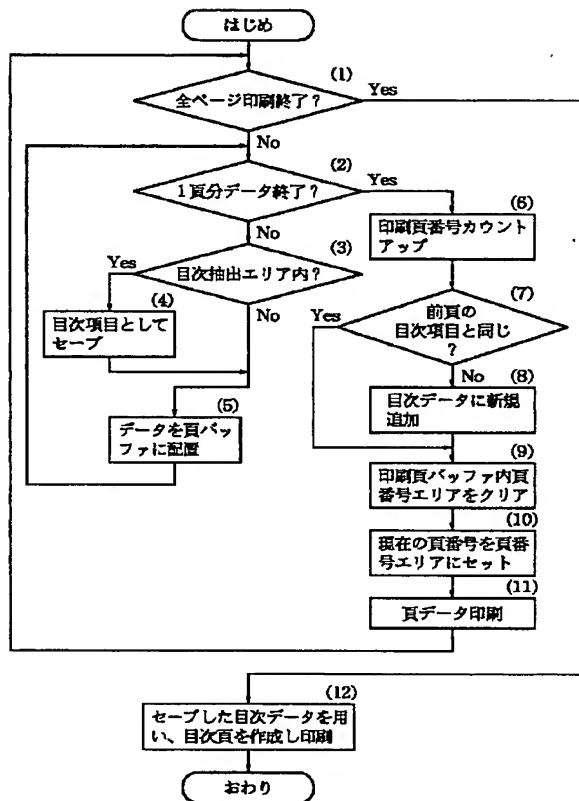 はじめ
(1)
全ページ印刷終了？
Yes
No
(2)
1頁分データ終了？
Yes
No
(3)
目次抽出エリア内？
Yes
No
(4)
目次項目として
セーブ
(5)
データを頁バッ
ファに配置
(6)
印刷頁番号カウント
アップ
(7)
前頁の
目次項目と同じ
？
Yes
No
(8)
目次データに新規
追加
(9)
印刷頁バッファ内頁
番号エリアをクリア
(10)
現在の頁番号を頁番
号エリアにセット
(11)
頁データ印刷
(12)
セーブした目次データを用
い、目次頁を作成し印刷
おわり